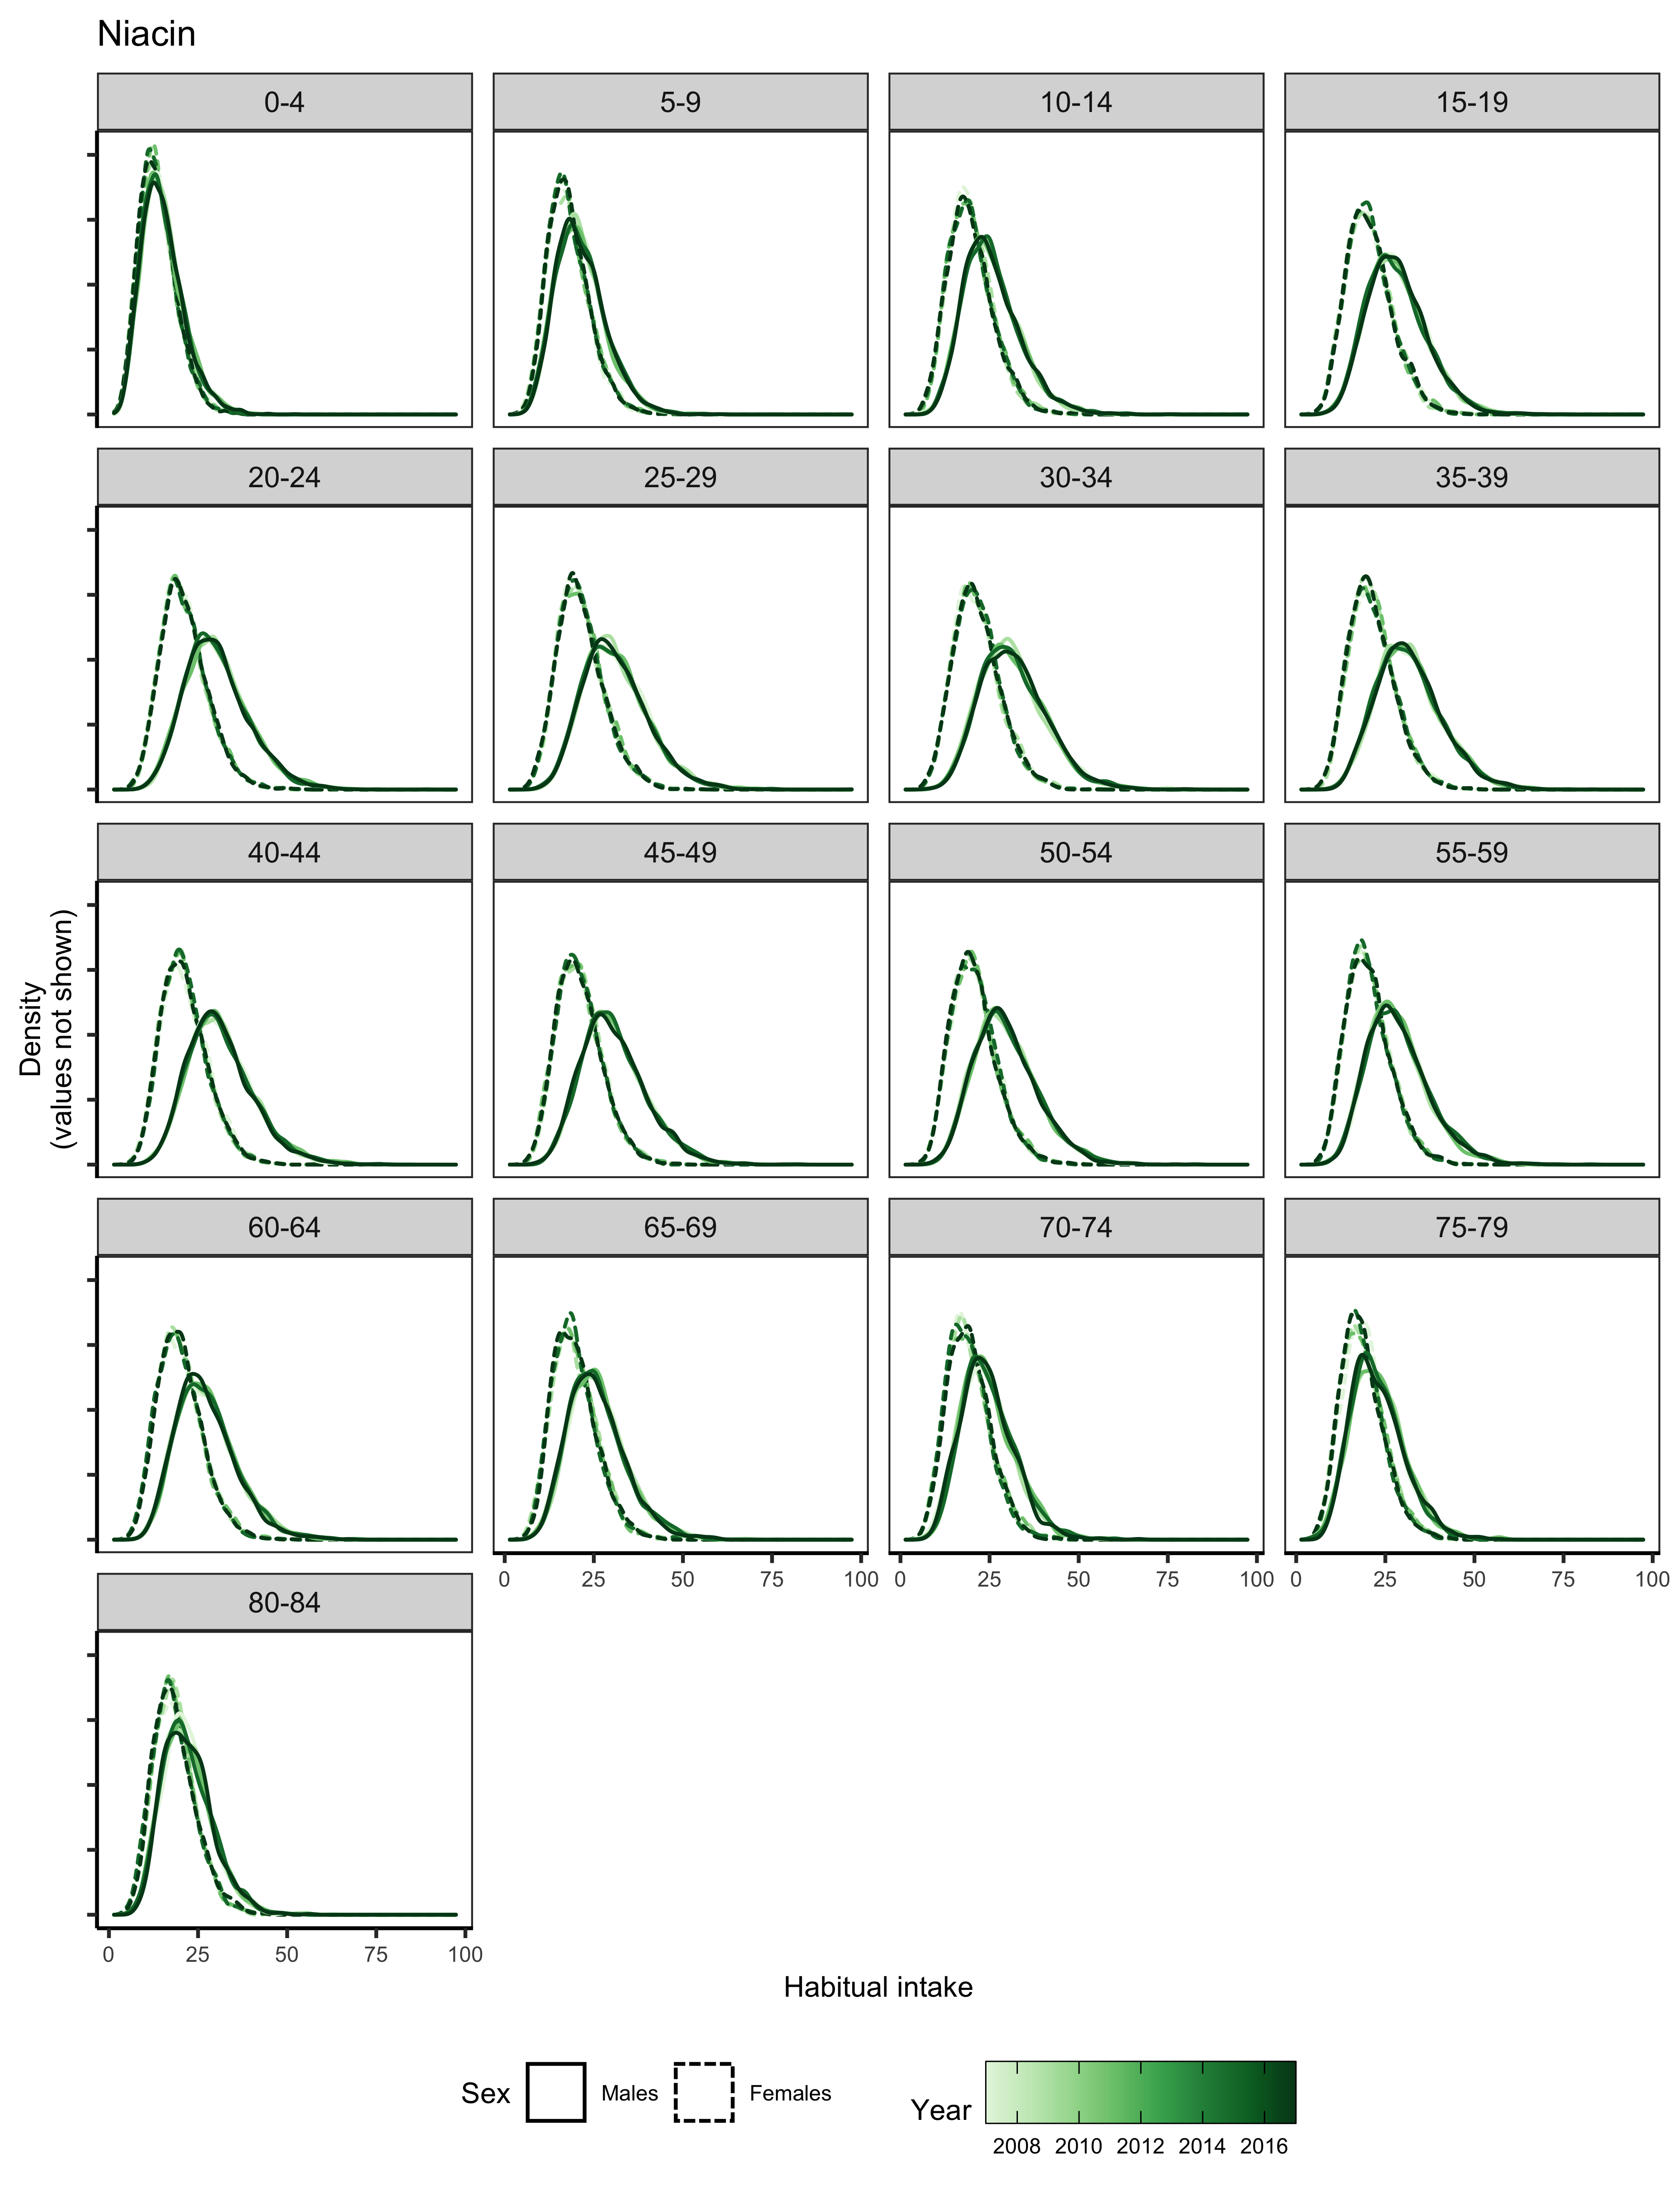 Niacin
0-4
5-9
10-14
15-19
20-24
25-29
30-34
35-39
40-44
45-49
50-54
55-59
Density
(values not shown)
60-64
65-69
70-74
75-79
0 25 50 75 100
0 25 50 75 100
0 25 50 75 100
80-84
0 25 50 75 100
Habitual intake
Sex
Males
Females
Year
2008 2010 2012 2014 2016